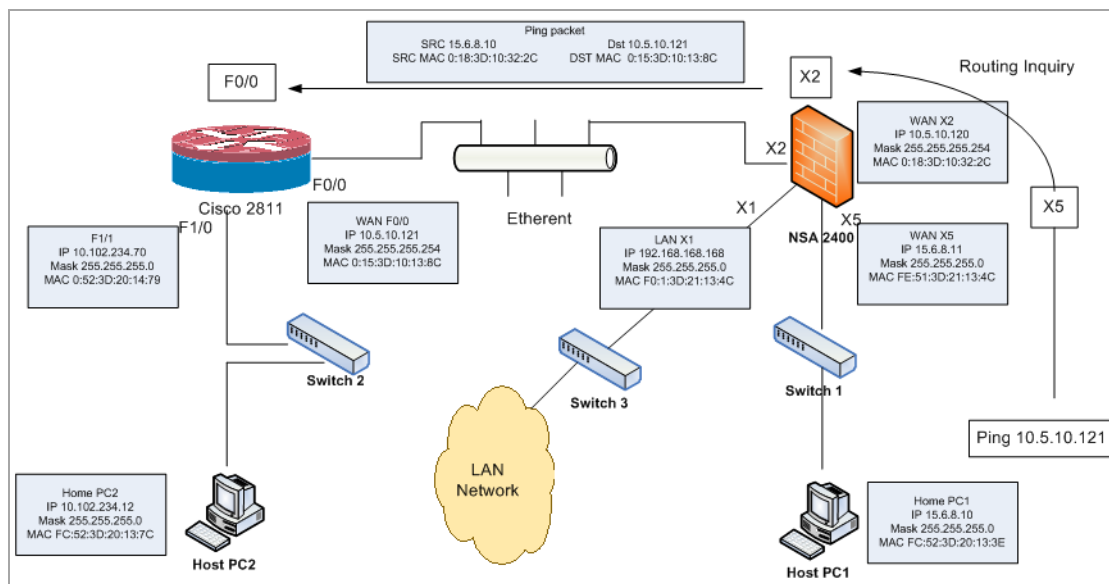 Ping packet
SRC 15.6.8.10 Dst 10.5.10.121
SRC MAC 0:18:3D:10:32:2C DST MAC 0:15:3D:10:13:8C
F0/0
X2
Routing Inquiry
WAN X2
IP 10.5.10.120
Mask 255.255.255.254
MAC 0:18:3D:10:32:2C
X2
F0/0
Cisco 2811
F1/0
Etherent
X1
X5
NSA 2400
X5
WAN F0/0
IP 10.5.10.121
Mask 255.255.255.254
MAC 0:15:3D:10:13:8C
F1/1
IP 10.102.234.70
Mask 255.255.255.0
MAC 0:52:3D:20:14:79
LAN X1
IP 192.168.168.168
Mask 255.255.255.0
MAC F0:1:3D:21:13:4C
WAN X5
IP 15.6.8.11
Mask 255.255.255.0
MAC FE:51:3D:21:13:4C
Switch 2
Switch 3
Switch 1
Ping 10.5.10.121
LAN
Network
Home PC2
IP 10.102.234.12
Mask 255.255.255.0
MAC FC:52:3D:20:13:7C
Host PC2
Home PC1
IP 15.6.8.10
Mask 255.255.255.0
MAC FC:52:3D:20:13:3E
Host PC1